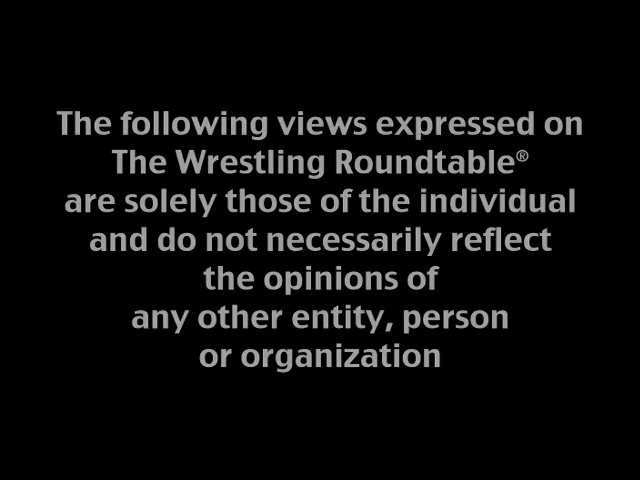 The following views expressed on
The Wrestling Roundtable®
are solely those of the individual
and do not necessarily reflect
the opinions of
any other entity, person
or organization